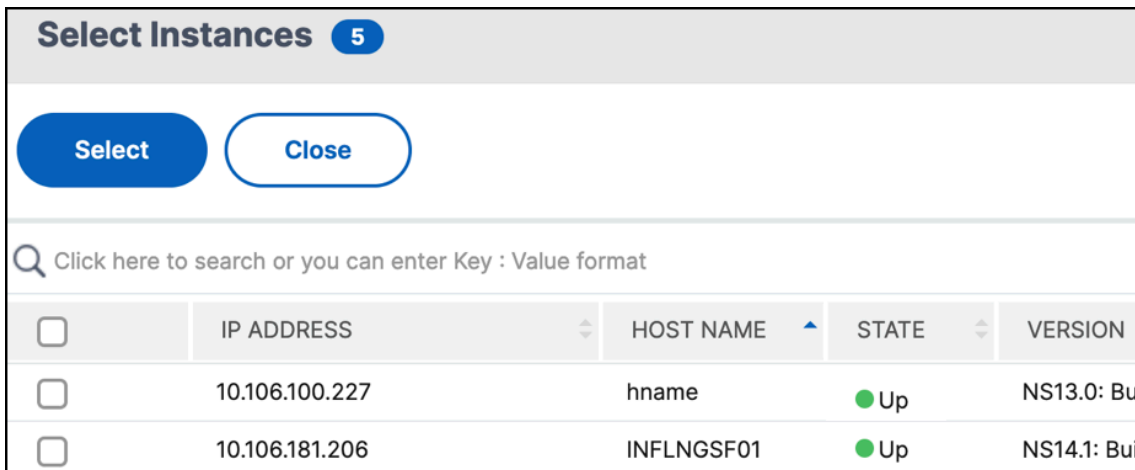 Select Instances 5
Select Close
Click here to search or you can enter Key : Value format
IP ADDRESS HOST NAME STATE VERSION
10.106.100.227 hname Up NS13.0: Bu
10.106.181.206 INFLNGSF01 Up NS14.1: Bui